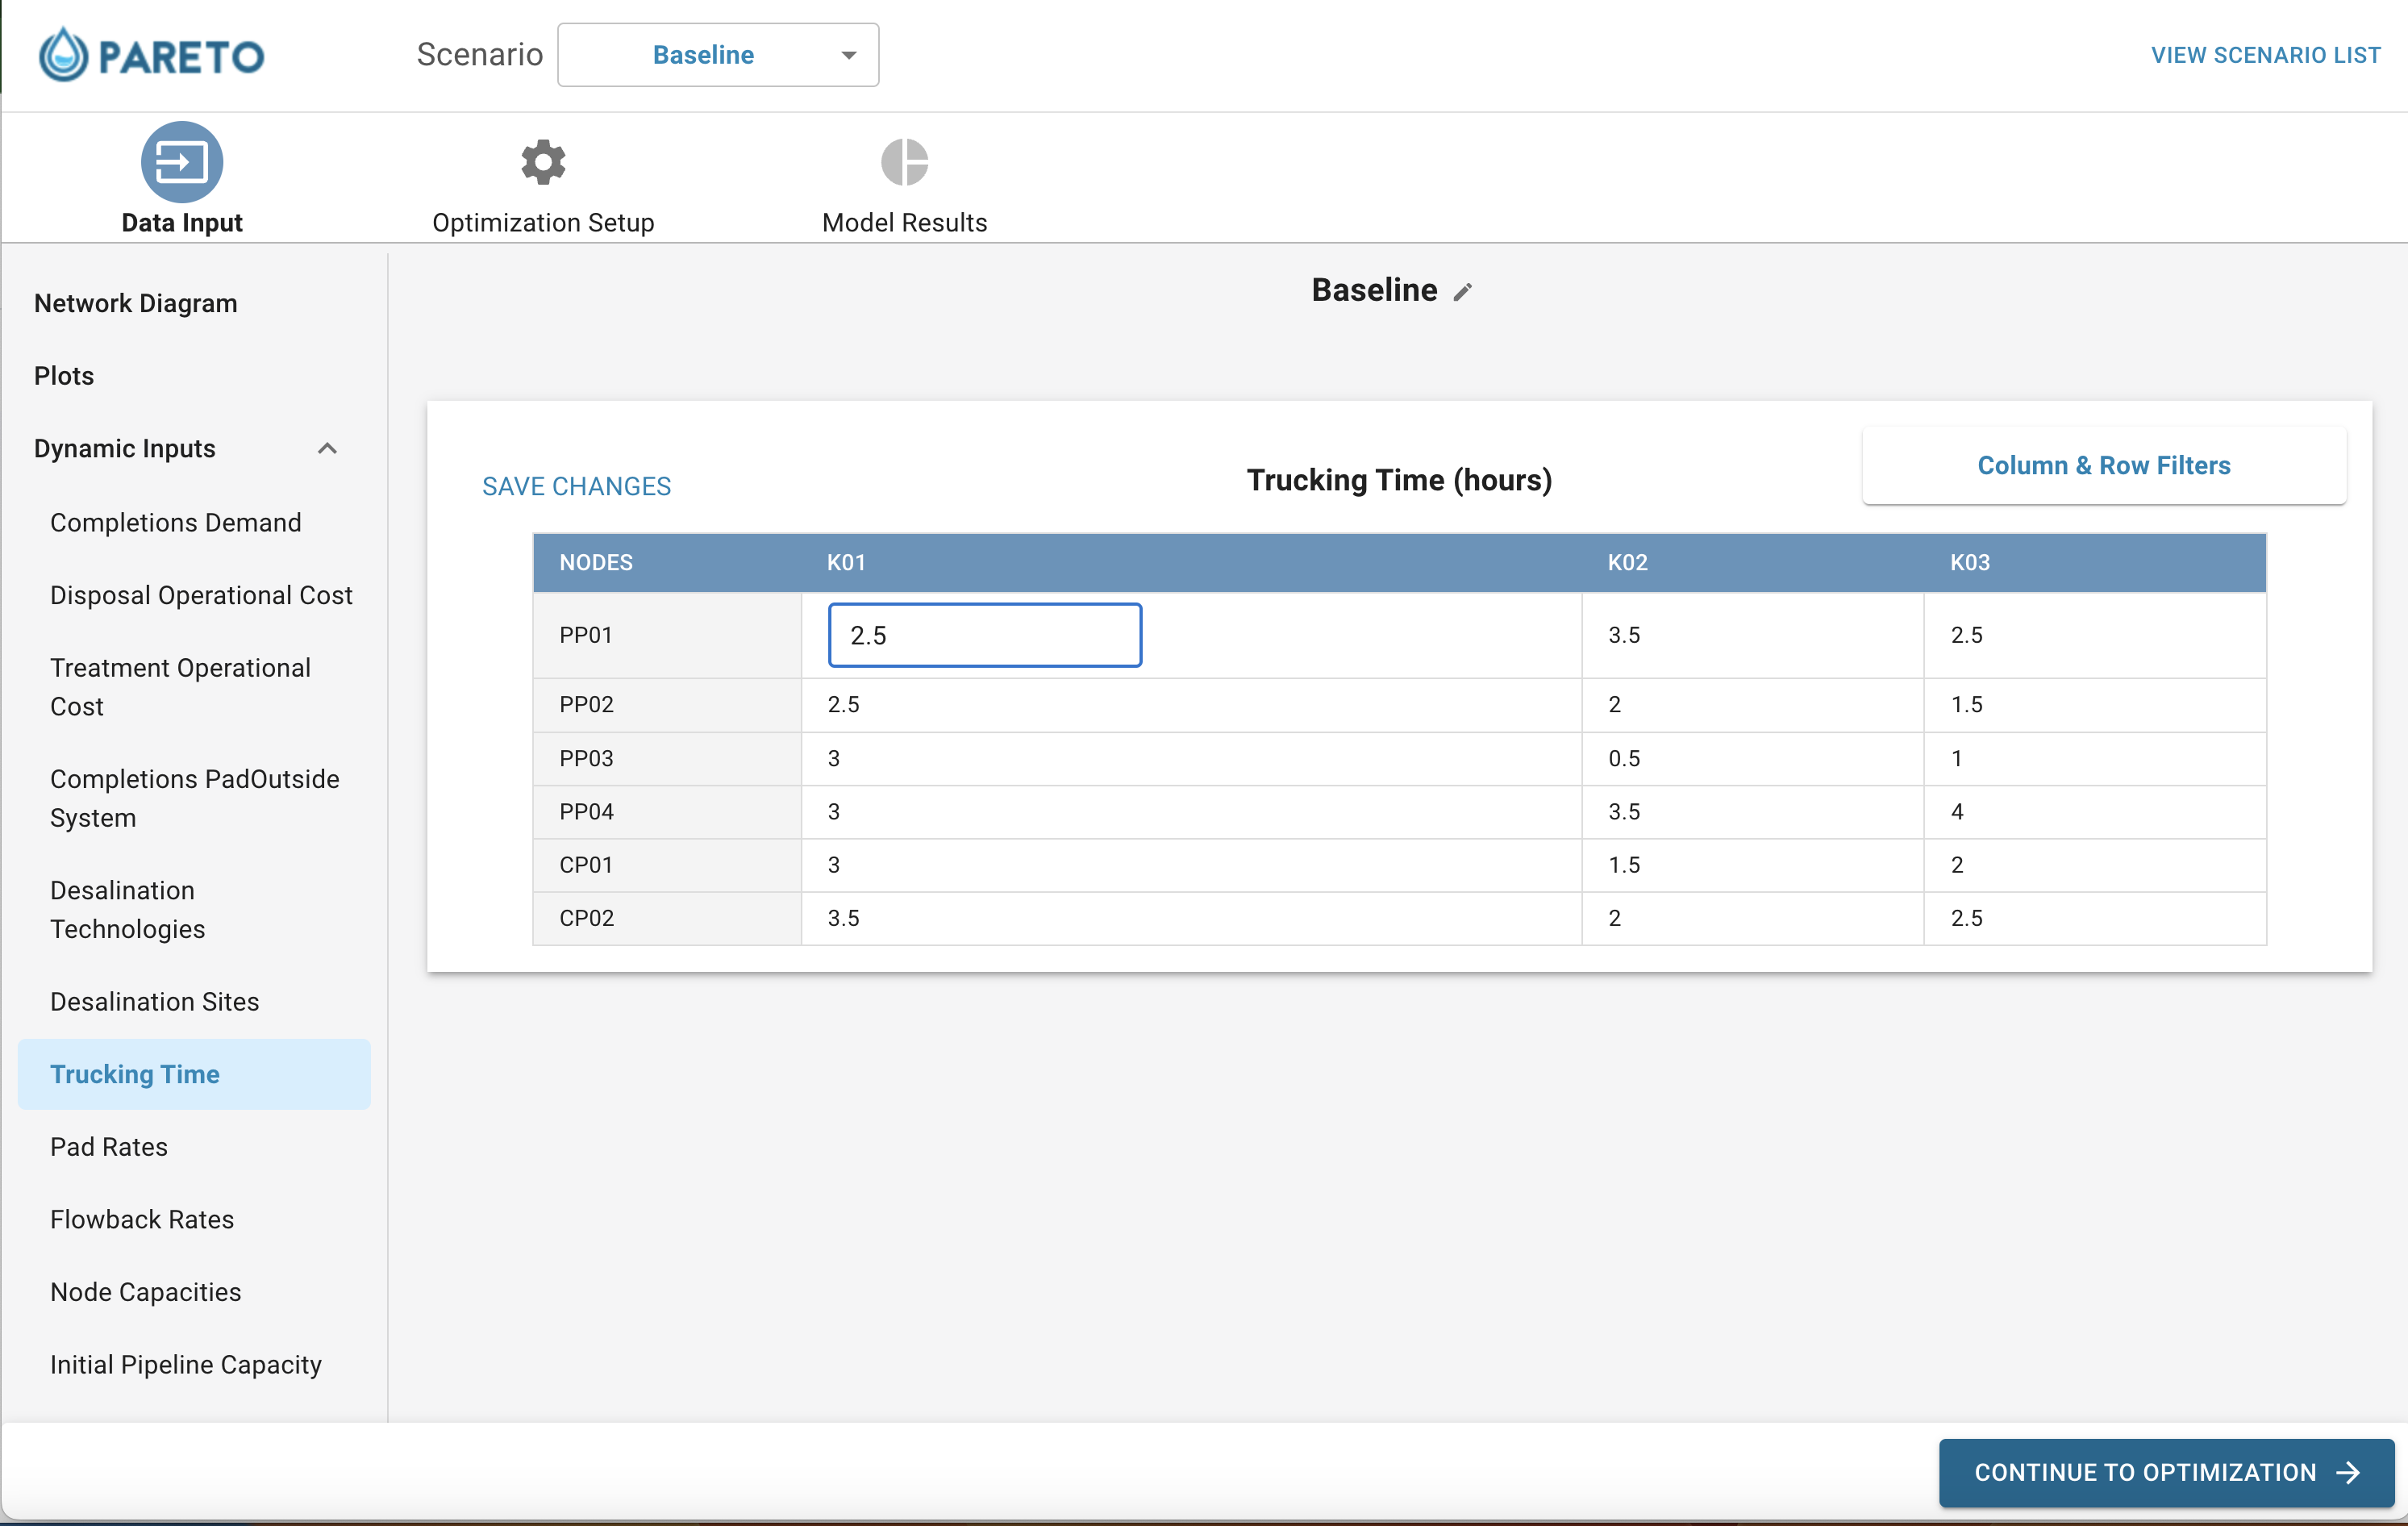 PARETO
Scenario
Baseline
VIEW SCENARIO LIST
Data Input
Optimization Setup
Model Results
Network Diagram
Plots
Dynamic Inputs
Completions Demand
Disposal Operational Cost
Treatment Operational
Cost
Completions PadOutside
System
Desalination
Technologies
Desalination Sites
Trucking Time
Pad Rates
Flowback Rates
Node Capacities
Initial Pipeline Capacity
Baseline
SAVE CHANGES
Trucking Time (hours)
Column & Row Filters
NODES K01 K02 K03
PP01 2.5 3.5 2.5
PP02 2.5 2 1.5
PP03 3 0.5 1
PP04 3 3.5 4
CP01 3 1.5 2
CP02 3.5 2 2.5
CONTINUE TO OPTIMIZATION